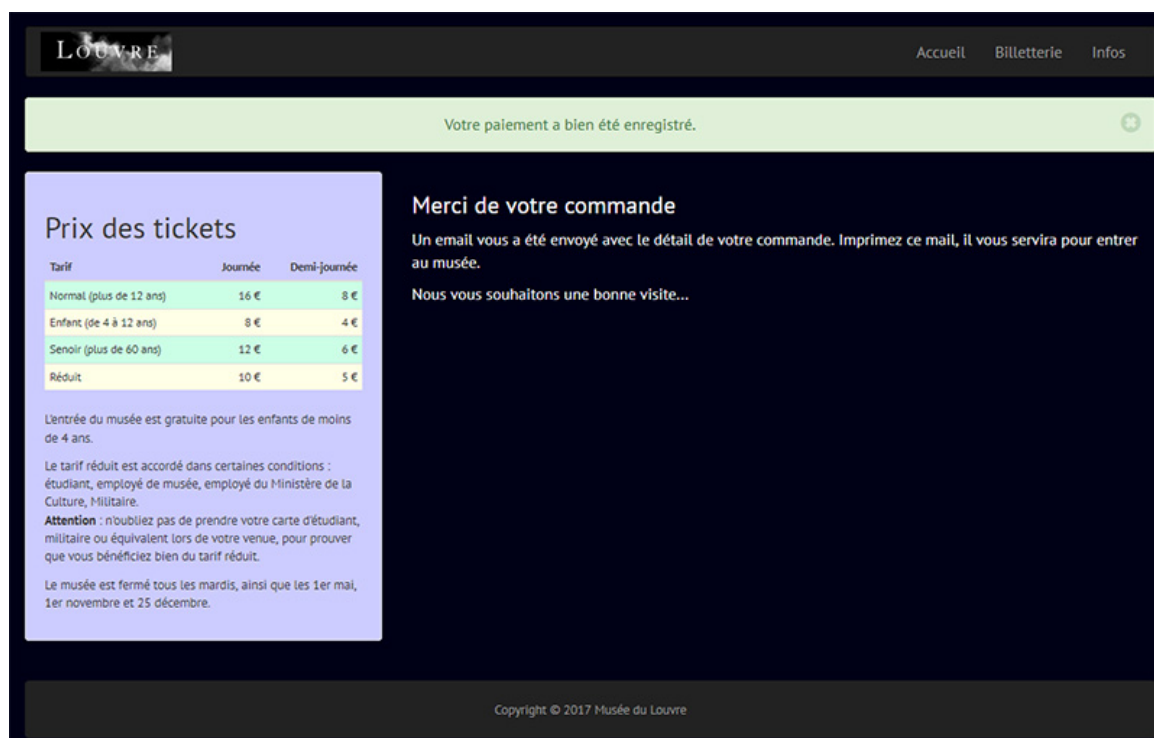 LOUVRE
Accueil Billetterie Infos
Votre paiement a bien été enregistré.
Prix des tickets
Tarif Journée Demi-journée
Normal (plus de 12 ans) 16 € 8 €
Enfant (de 4 à 12 ans) 8 € 4 €
Senoir (plus de 60 ans) 12 € 6 €
Réduit 10 € 5 €
L'entrée du musée est gratuite pour les enfants de moins
de 4 ans.
Le tarif réduit est accordé dans certaines conditions :
étudiant, employé de musée, employé du Ministère de la
Culture, Militaire.
Attention : n'oubliez pas de prendre votre carte d'étudiant,
militaire ou équivalent lors de votre venue, pour prouver
que vous bénéficiez bien du tarif réduit.
Le musée est fermé tous les mardis, ainsi que les 1er mai,
1er novembre et 25 décembre.
Merci de votre commande
Un email vous a été envoyé avec le détail de votre commande. Imprimez ce mail, il vous servira pour entrer
au musée.
Nous vous souhaitons une bonne visite...
Copyright © 2017 Musée du Louvre